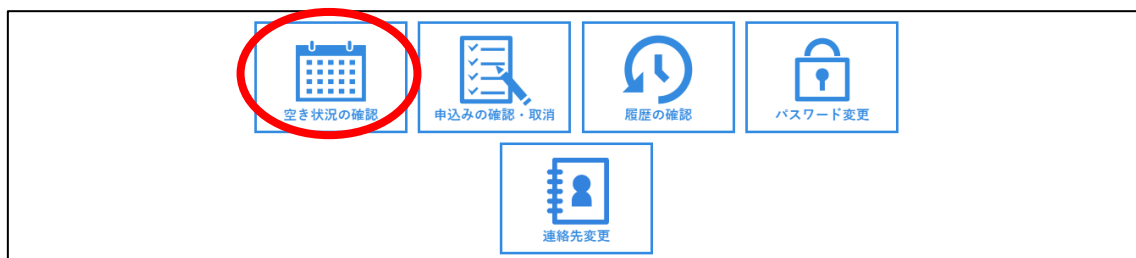 空き状況の確認
申込みの確認・取消
履歴の確認
パスワード変更
連絡先変更